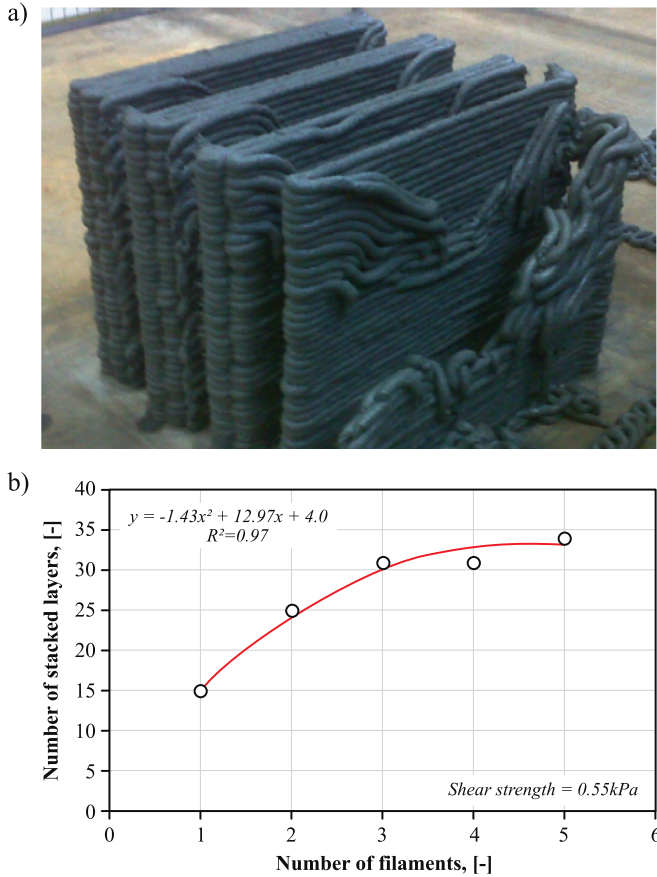 a)
b)
40
35
30
25
20
15
10
5
0
Number of stacked layers, [-]
y = -1.43x² + 12.97x + 4.0
R²=0.97
Shear strength = 0.55kPa
0 1 2 3 4 5 6
Number of filaments, [-]